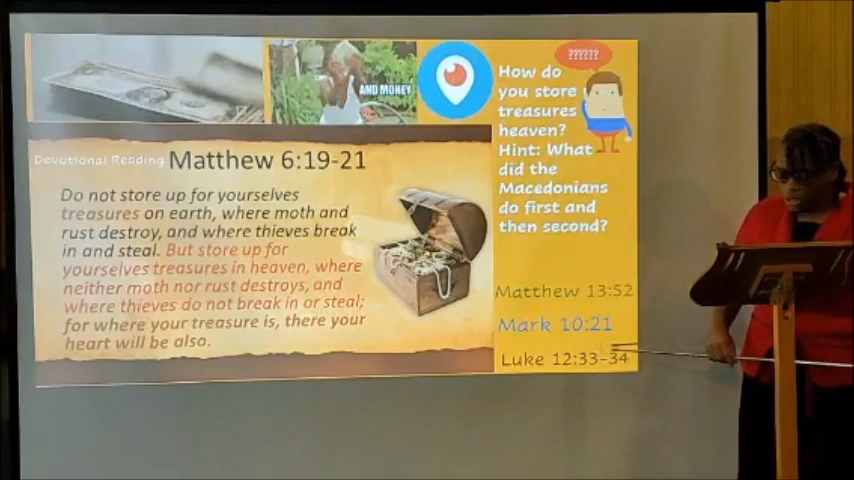 AND MONEY
??????
How do
you store
treasures
heaven?
Hint: What
did the
Macedonians
do first and
then second?
Devotional Reading Matthew 6:19-21
Do not store up for yourselves
treasures on earth, where moth and
rust destroy, and where thieves break
in and steal. But store up for
yourselves treasures in heaven, where
neither moth nor rust destroys, and
where thieves do not break in or steal;
for where your treasure is, there your
heart will be also.
Matthew 13:52
Mark 10:21
Luke 12:33-34